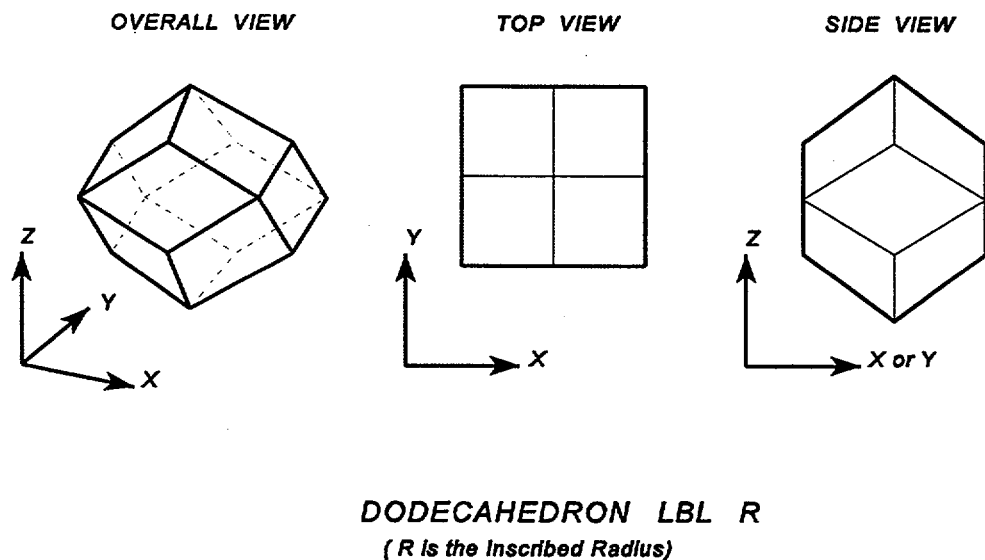 OVERALL VIEW
TOP VIEW
SIDE VIEW
Z
Y
X
Y
X
Z
X or Y
DODECAHEDRON LBL R
( R is the Inscribed Radius)